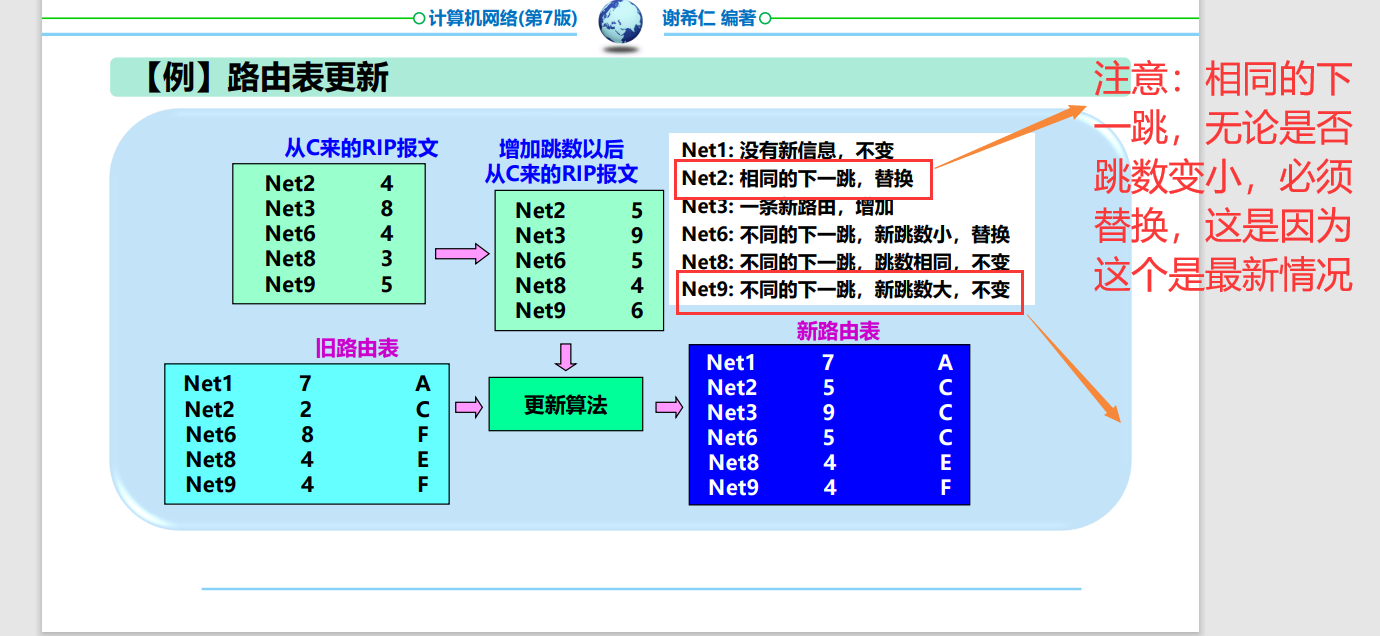 计算机网络(第7版) 谢希仁 编著
【例】路由表更新
从C来的RIP报文
Net2 4
Net3 8
Net6 4
Net8 3
Net9 5
增加跳数以后
从C来的RIP报文
Net2 5
Net3 9
Net6 5
Net8 4
Net9 6
Net1: 没有新信息，不变
Net2: 相同的下一跳，替换
Net3: 一条新路由，增加
Net6: 不同的下一跳，新跳数小，替换
Net8: 不同的下一跳，跳数相同，不变
Net9: 不同的下一跳，新跳数大，不变
注意：相同的下
一跳，无论是否
跳数变小，必须
替换，这是因为
这个是最新情况
旧路由表
Net1 7 A
Net2 2 C
Net6 8 F
Net8 4 E
Net9 4 F
更新算法
新路由表
Net1 7 A
Net2 5 C
Net3 9 C
Net6 5 C
Net8 4 E
Net9 4 F